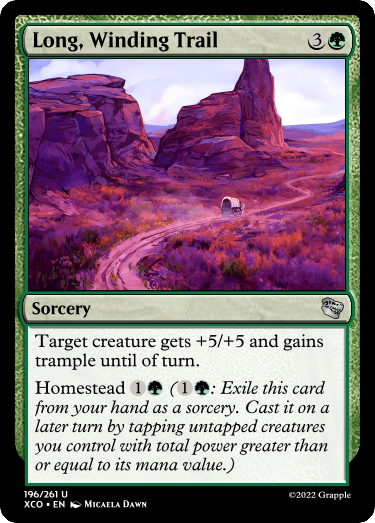 Long, Winding Trail 3
Sorcery
Target creature gets +5/+5 and gains
trample until of turn.
Homestead 1 (1: Exile this card
from your hand as a sorcery. Cast it on a
later turn by tapping untapped creatures
you control with total power greater than
or equal to its mana value.)
196/261 U
XCO • EN Micaela Dawn
©2022 Grapple